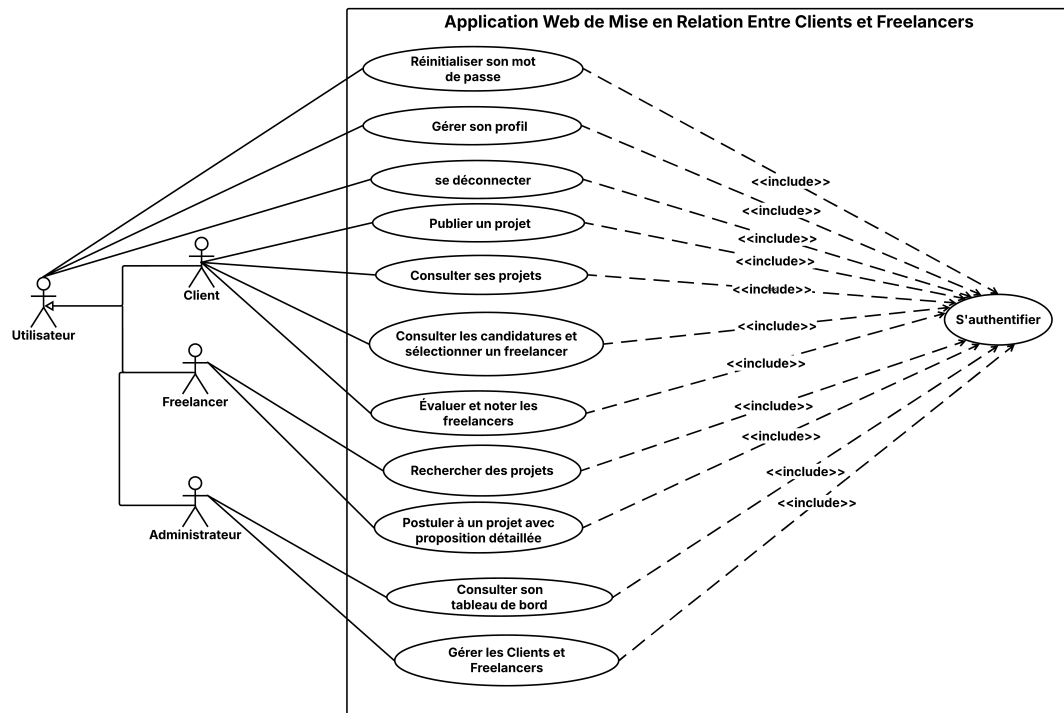 Application Web de Mise en Relation Entre Clients et Freelancers
Réinitialiser son mot
de passe
Gérer son profil
se déconnecter
Publier un projet
Consulter ses projets
Consulter les candidatures et
sélectionner un freelancer
Évaluer et noter les
freelancers
Rechercher des projets
Postuler à un projet avec
proposition détaillée
Consulter son
tableau de bord
Gérer les Clients et
Freelancers
Utilisateur
Client
Freelancer
Administrateur
<<include>>
<<include>>
<<include>>
<<include>>
<<include>>
<<include>>
<<include>>
<<include>>
<<include>>
<<include>>
<<include>>
S'authentifier